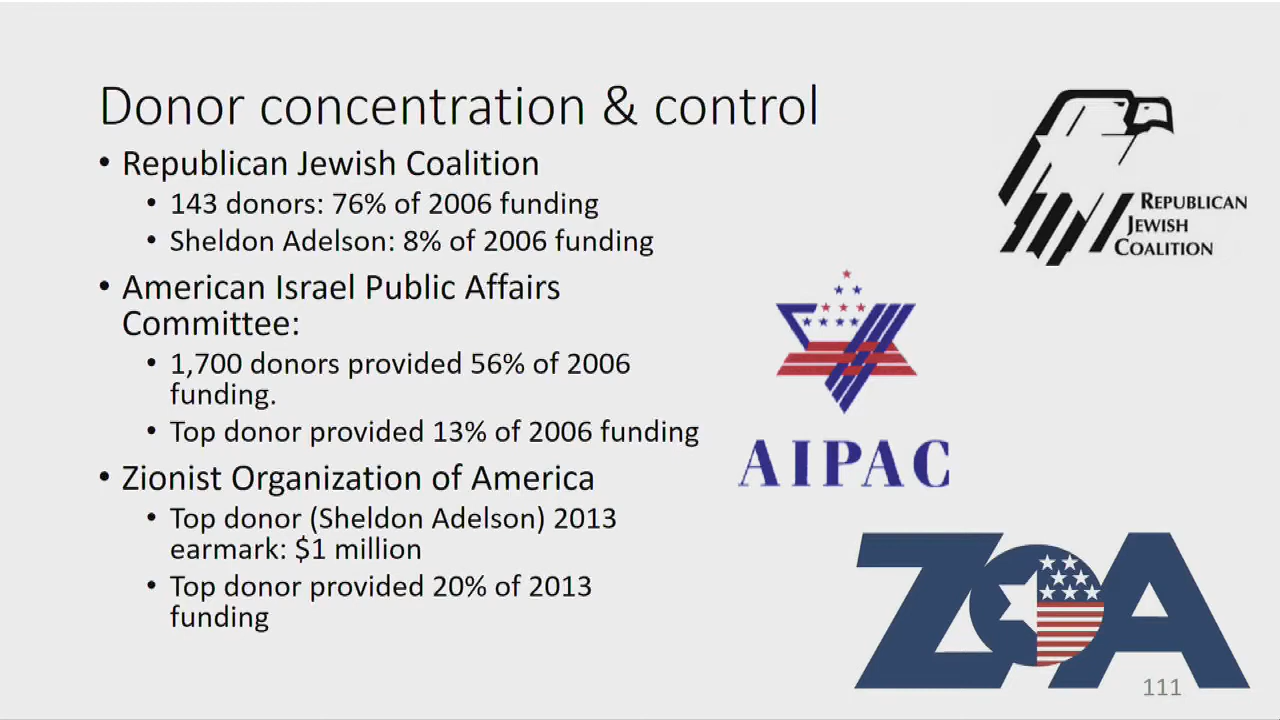 Donor concentration & control
• Republican Jewish Coalition
• 143 donors: 76% of 2006 funding
• Sheldon Adelson: 8% of 2006 funding
• American Israel Public Affairs
Committee:
• 1,700 donors provided 56% of 2006
funding.
• Top donor provided 13% of 2006 funding
• Zionist Organization of America
• Top donor (Sheldon Adelson) 2013
earmark: $1 million
• Top donor provided 20% of 2013
funding
REPUBLICAN
JEWISH
COALITION
AIPAC
ZOA
111